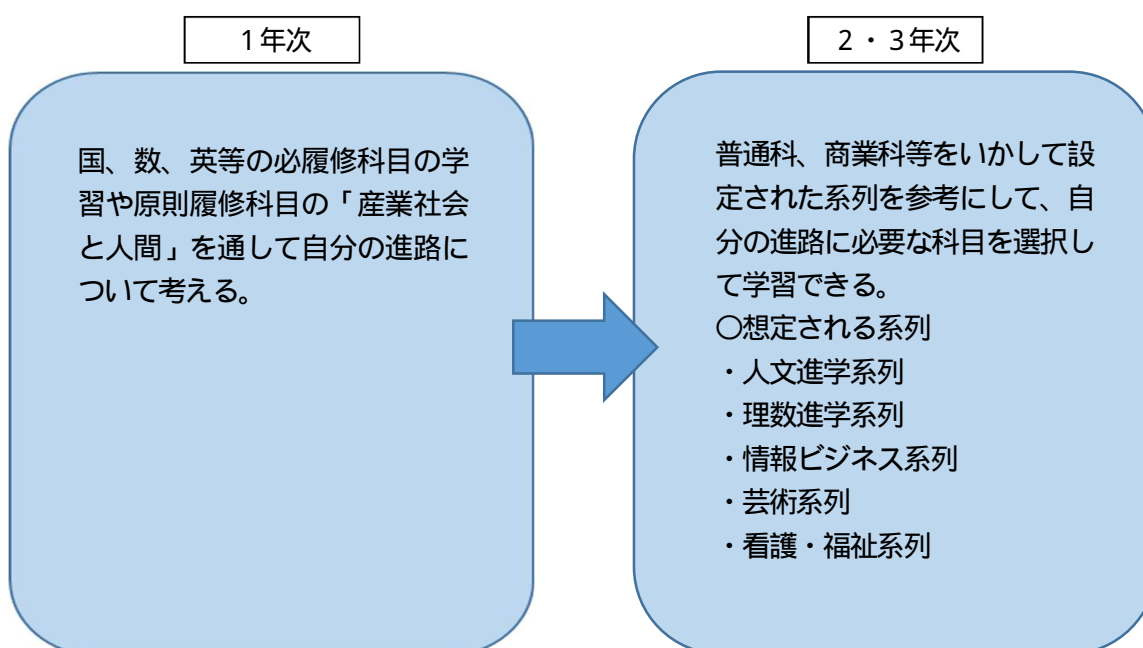 1年次
国、数、英等の必履修科目の学
習や原則履修科目の「産業社会
と人間」を通して自分の進路に
ついて考える。
2・3年次
普通科、商業科等をいかして設
定された系列を参考にして、自
分の進路に必要な科目を選択し
て学習できる。
〇想定される系列
・人文進学系列
・理数進学系列
・情報ビジネス系列
・芸術系列
・看護・福祉系列